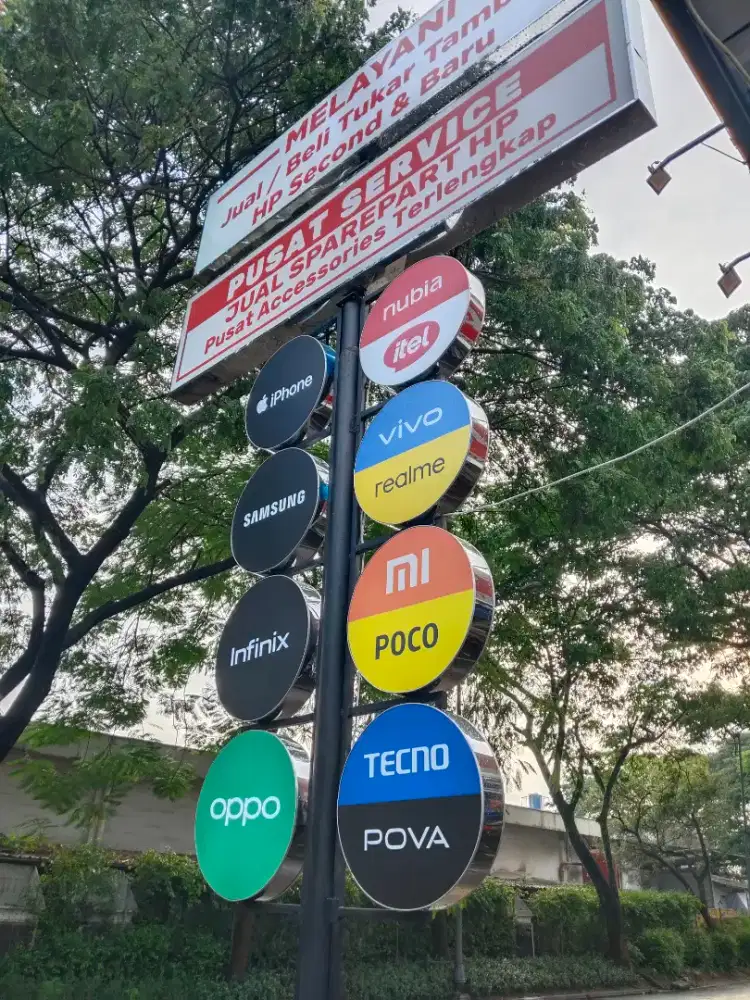 MELAYANI
Jual / Beli Tukar
HP Second & Baru
PUSAT SERVICE
JUAL SPAREPART HP
Pusat Accessories Terlengkap
nubia
itel
iPhone
vivo
realme
SAMSUNG
mi
POCO
Infinix
TECNO
POVA
oppo